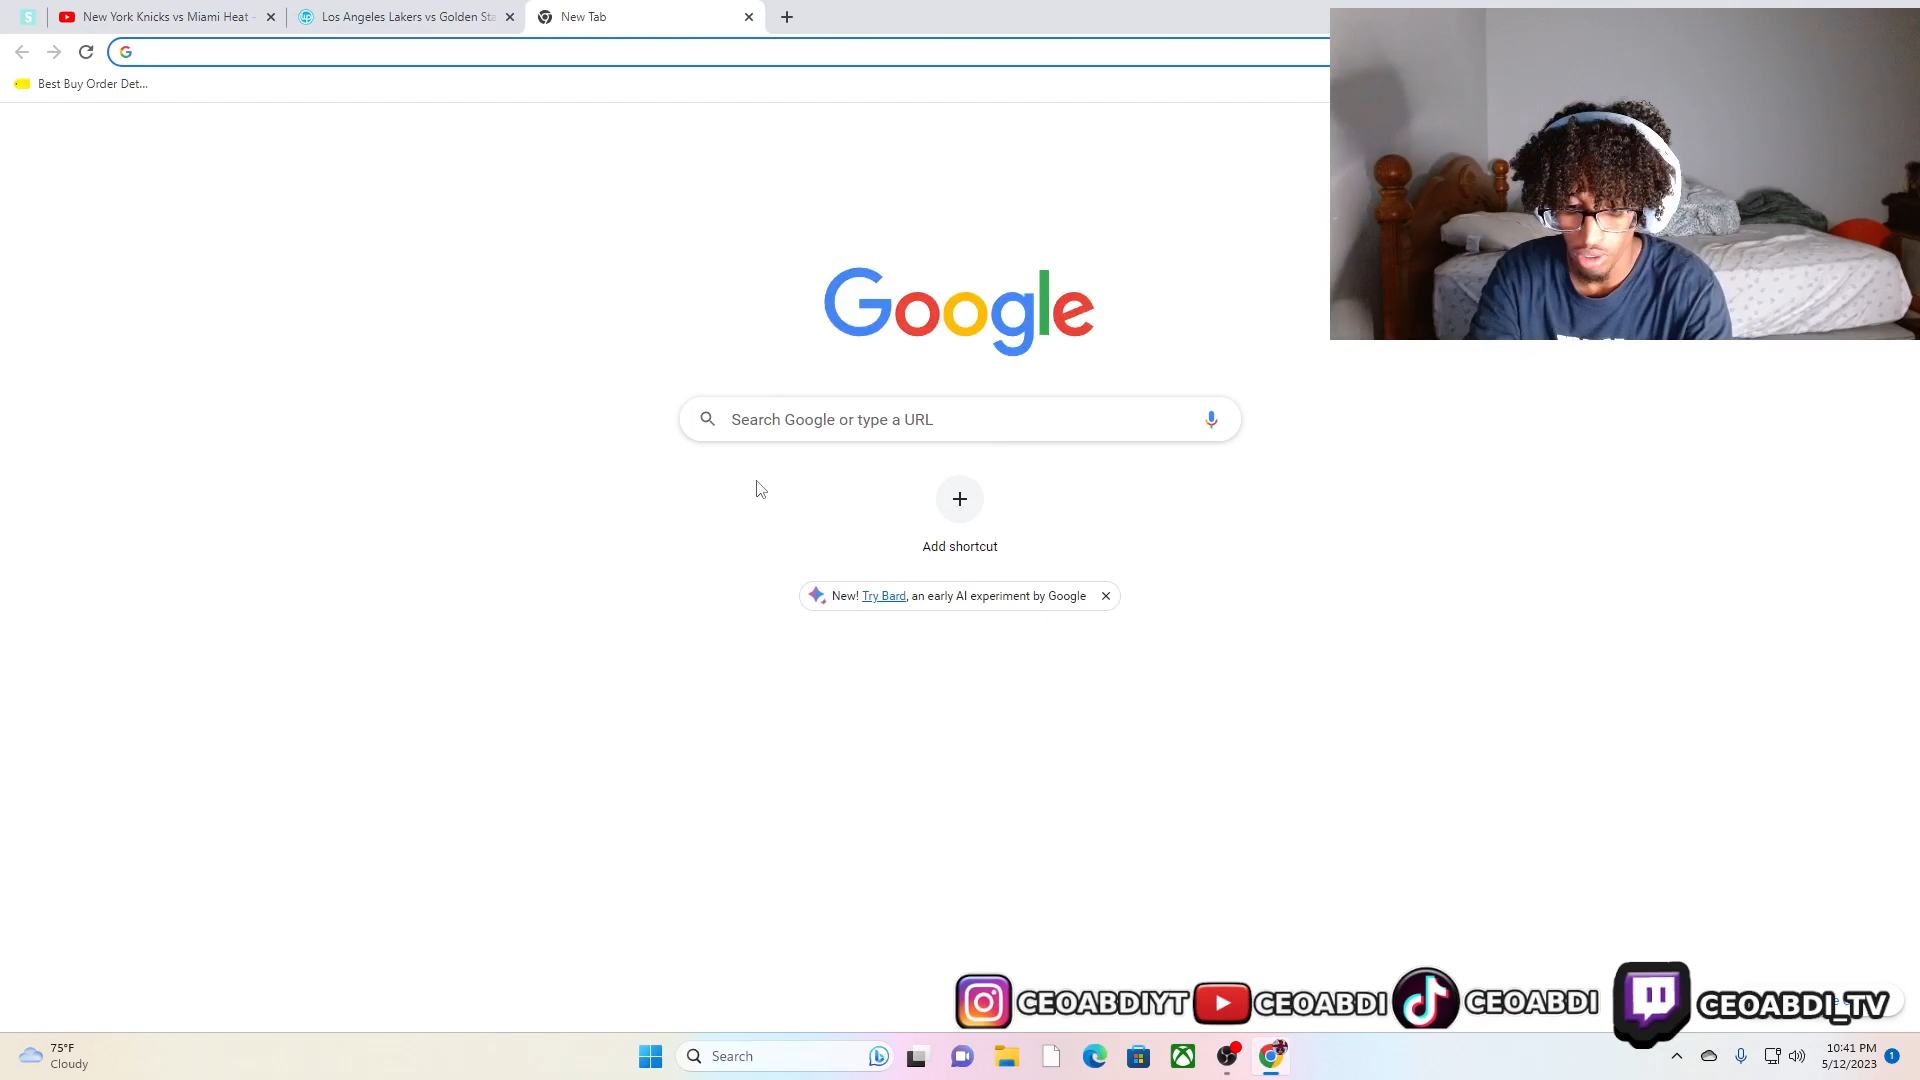 New York Knicks vs Miami Heat -
Los Angeles Lakers vs Golden Sta
New Tab
Best Buy Order Det...
Google
Search Google or type a URL
Add shortcut
New! Try Bard, an early AI experiment by Google
CEOABDIYT
CEOABDI
CEOABDI
CEOABDI_TV
75°F
Cloudy
Search
10:41 PM
5/12/2023
1